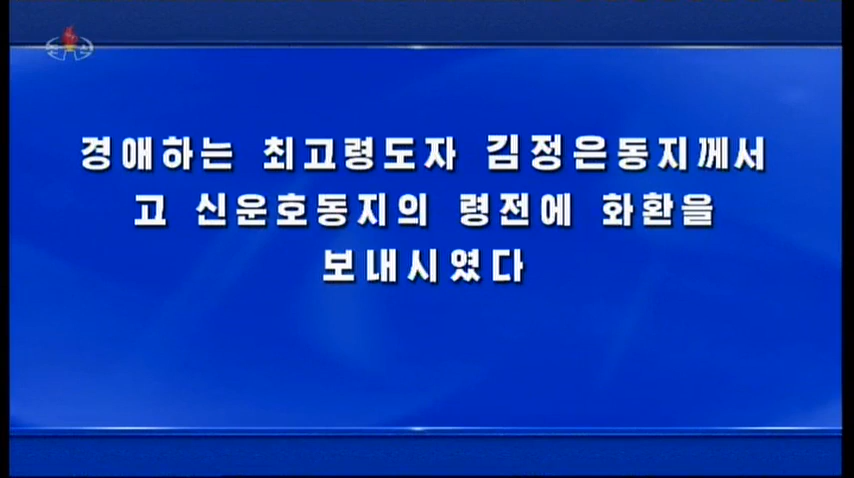 경애하는 최고령도자 김정은동지께서
고 신운호동지의 령전에 화환을
보내시였다